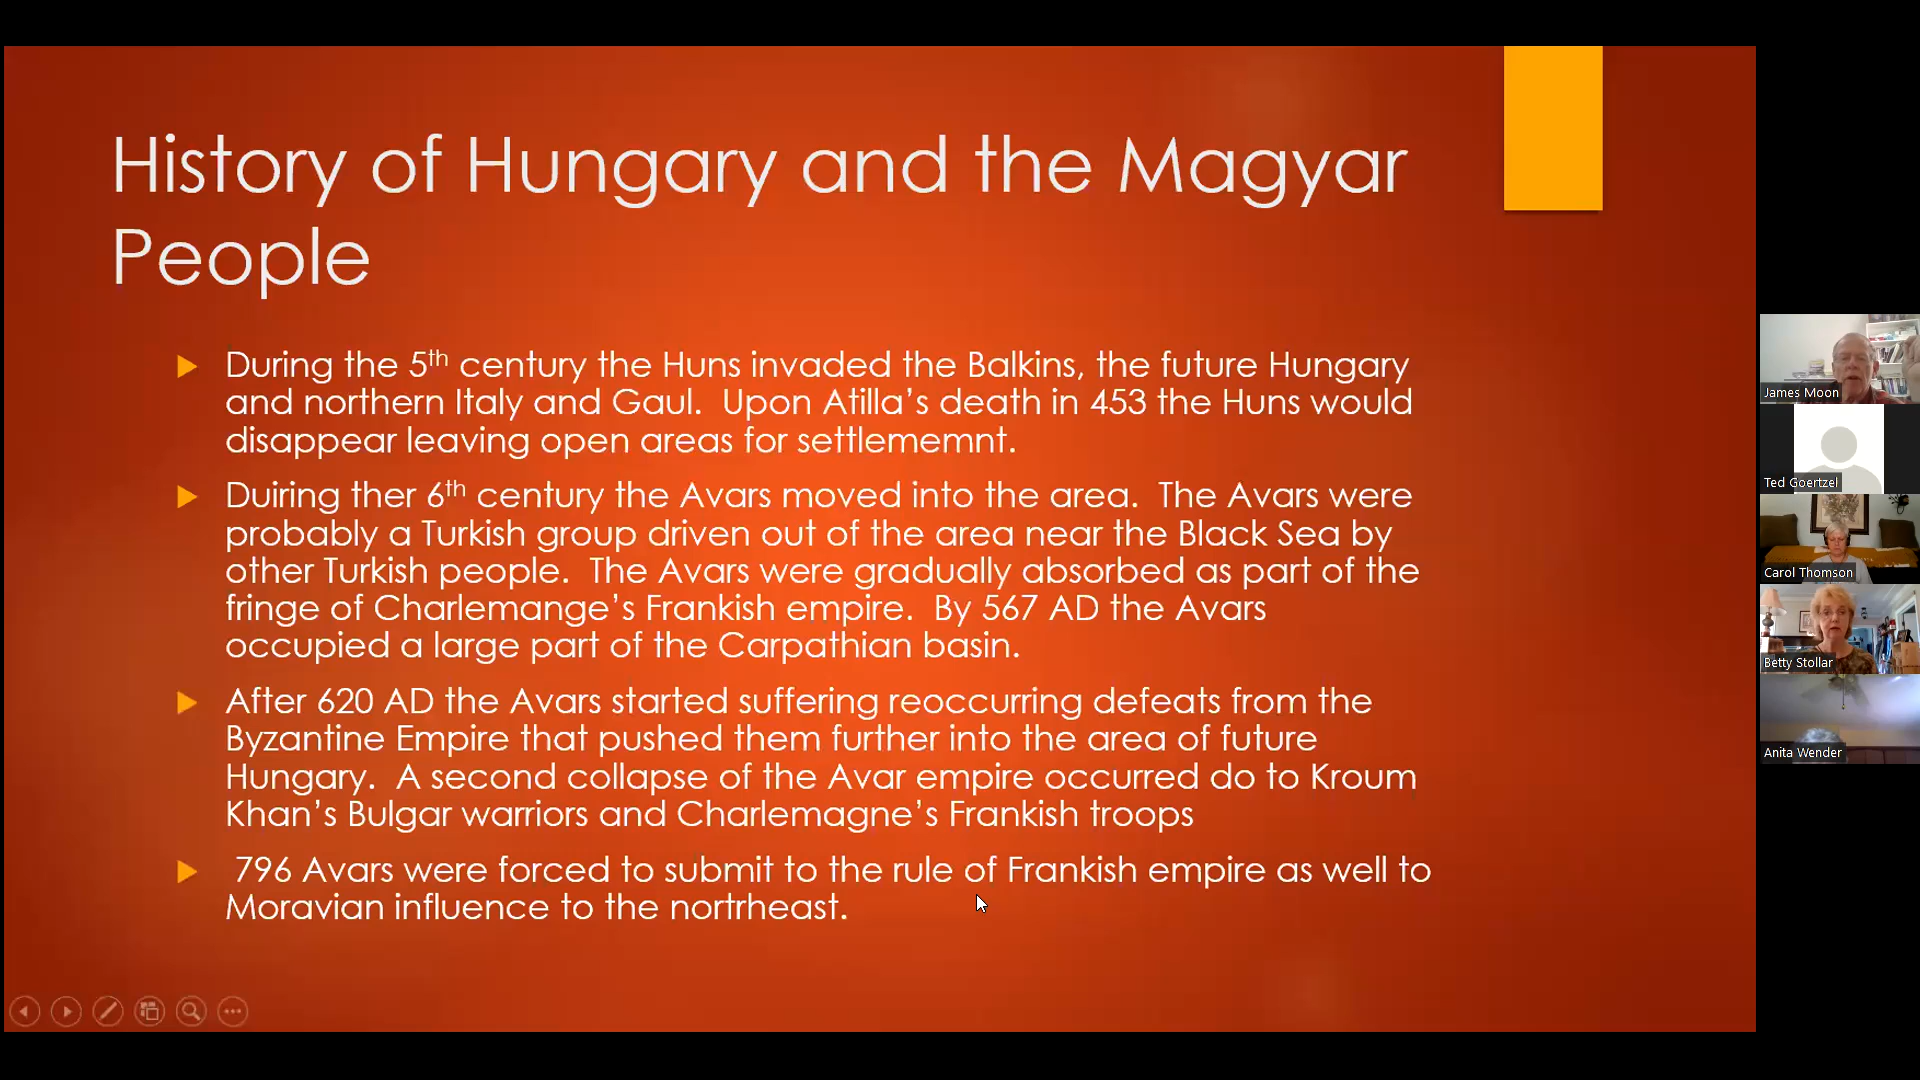 History of Hungary and the Magyar
People
During the 5th century the Huns invaded the Balkins, the future Hungary
and northern Italy and Gaul.  Upon Atilla's death in 453 the Huns would
disappear leaving open areas for settlememnt.
Duiring ther 6th century the Avars moved into the area.  The Avars were
probably a Turkish group driven out of the area near the Black Sea by
other Turkish people.  The Avars were gradually absorbed as part of the
fringe of Charlemange's Frankish empire.  By 567 AD the Avars
occupied a large part of the Carpathian basin.
After 620 AD the Avars started suffering reoccurring defeats from the
Byzantine Empire that pushed them further into the area of future
Hungary.  A second collapse of the Avar empire occurred do to Kroum
Khan's Bulgar warriors and Charlemagne's Frankish troops
796 Avars were forced to submit to the rule of Frankish empire as well to
Moravian influence to the nortrheast.
James Moon
Ted Goertzel
Carol Thomson
Betty Stollar
Anita Wender